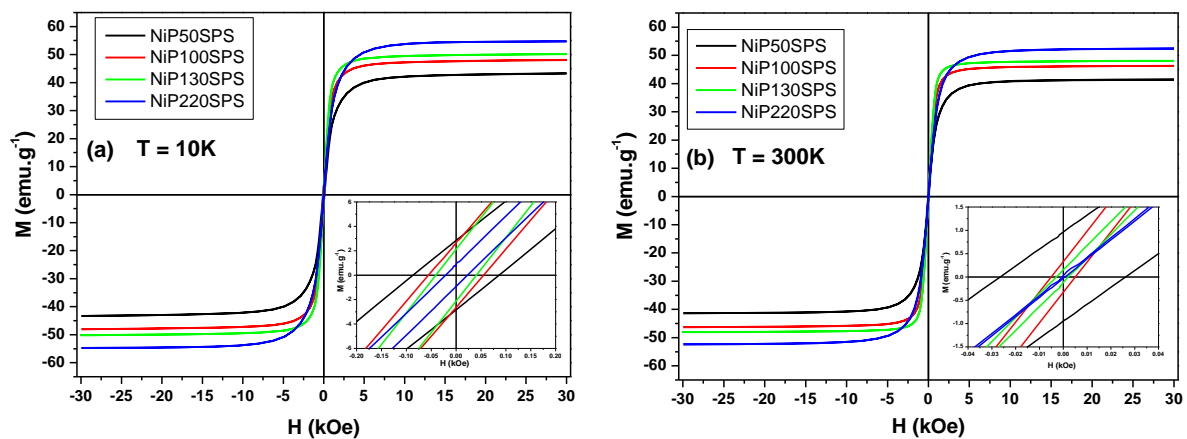 NiP50SPS
NiP100SPS
NiP130SPS
NiP220SPS
(a) T = 10K
M (emu.g⁻¹)
60
50
40
30
20
10
0
-10
-20
-30
-40
-50
-60
-30 -25 -20 -15 -10 -5 0 5 10 15 20 25 30
H (kOe)
M (emu.g⁻¹)
6
4
2
0
-2
-4
-6
-0.20 -0.15 -0.10 -0.05 0.00 0.05 0.10 0.15 0.20
H (kOe)
NiP50SPS
NiP100SPS
NiP130SPS
NiP220SPS
(b) T = 300K
M (emu.g⁻¹)
60
50
40
30
20
10
0
-10
-20
-30
-40
-50
-60
-30 -25 -20 -15 -10 -5 0 5 10 15 20 25 30
H (kOe)
M (emu.g⁻¹)
1.5
1.0
0.5
0.0
-0.5
-1.0
-1.5
-0.04 -0.03 -0.02 -0.01 0.00 0.01 0.02 0.03 0.04
H (kOe)